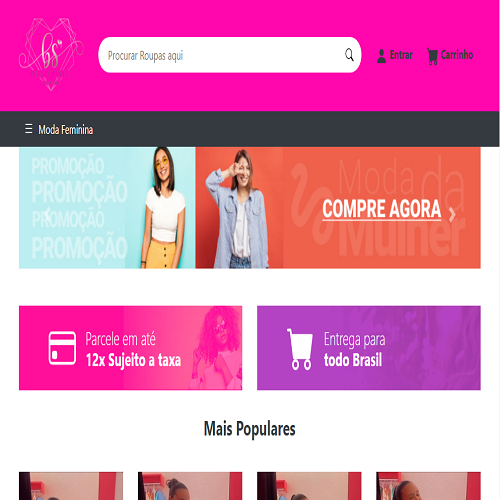 bs
Procurar Roupas aqui
Entrar
Carrinho
☰ Moda Feminina
PROMOÇÃO
PROMOÇÃO
PROMOÇÃO
PROMOÇÃO
Moda da
Mulher
COMPRE AGORA
Parcele em até
12x Sujeito a taxa
Entrega para
todo Brasil
Mais Populares